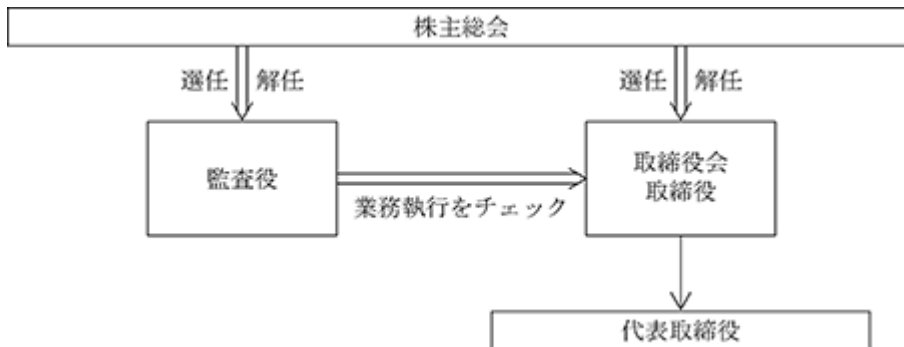 株主総会
選任 解任
選任 解任
監査役
取締役会
取締役
業務執行をチェック
代表取締役